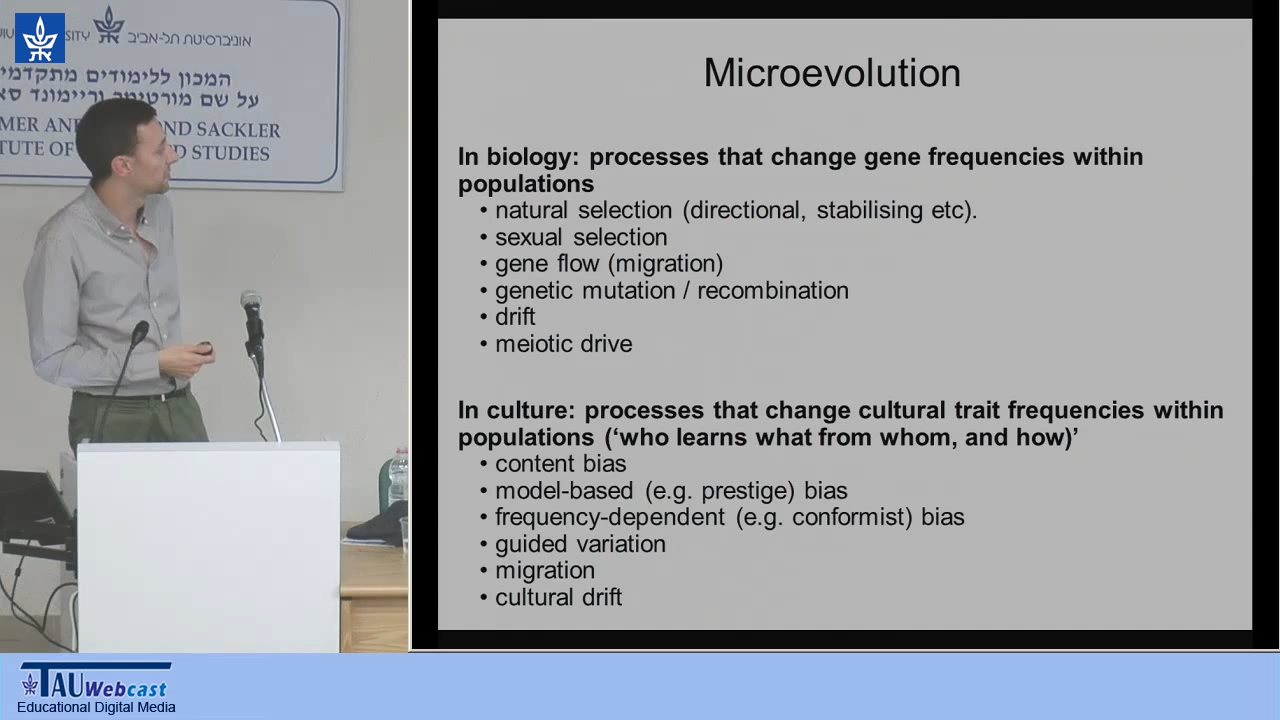 אוניברסיטת תל-אביב
המכון ללימודים מתקדמי
על שם מורטימר וריימונד סא
MER AN ND SACKLER
TUTE OF D STUDIES
Microevolution
In biology: processes that change gene frequencies within
populations
• natural selection (directional, stabilising etc).
• sexual selection
• gene flow (migration)
• genetic mutation / recombination
• drift
• meiotic drive
In culture: processes that change cultural trait frequencies within
populations (‘who learns what from whom, and how)’
• content bias
• model-based (e.g. prestige) bias
• frequency-dependent (e.g. conformist) bias
• guided variation
• migration
• cultural drift
TAU Webcast
Educational Digital Media